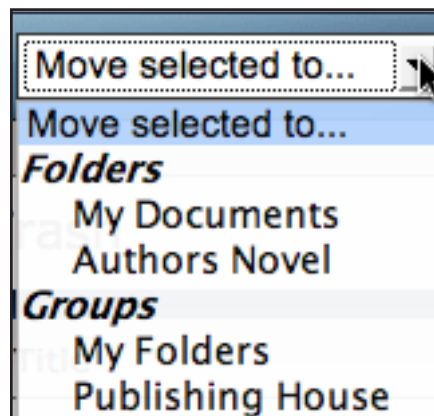 Move selected to...
Move selected to...
Folders
My Documents
Authors Novel
Groups
My Folders
Publishing House